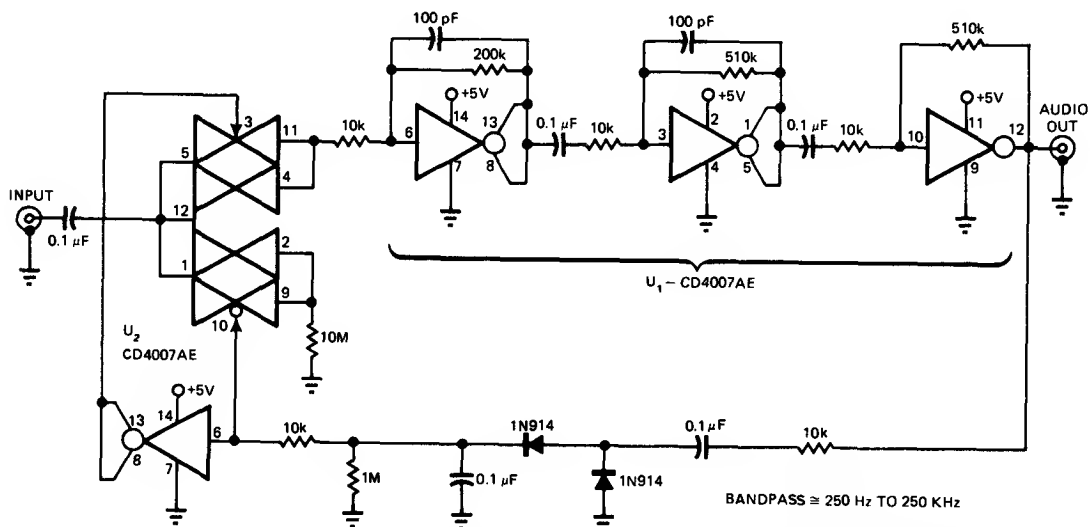 100 pF
200k
+5V
14
13
10k
6
8
7
0.1 µF
10k
100 pF
510k
+5V
2
1
3
5
4
0.1 µF
10k
510k
+5V
11
12
10
9
AUDIO
OUT
3
11
5
4
12
2
1
9
10
INPUT
0.1 µF
10M
U1 – CD4007AE
U2
CD4007AE
+5V
14
13
6
8
7
10k
1M
0.1 µF
1N914
1N914
0.1 µF
10k
BANDPASS ≅ 250 Hz TO 250 KHz